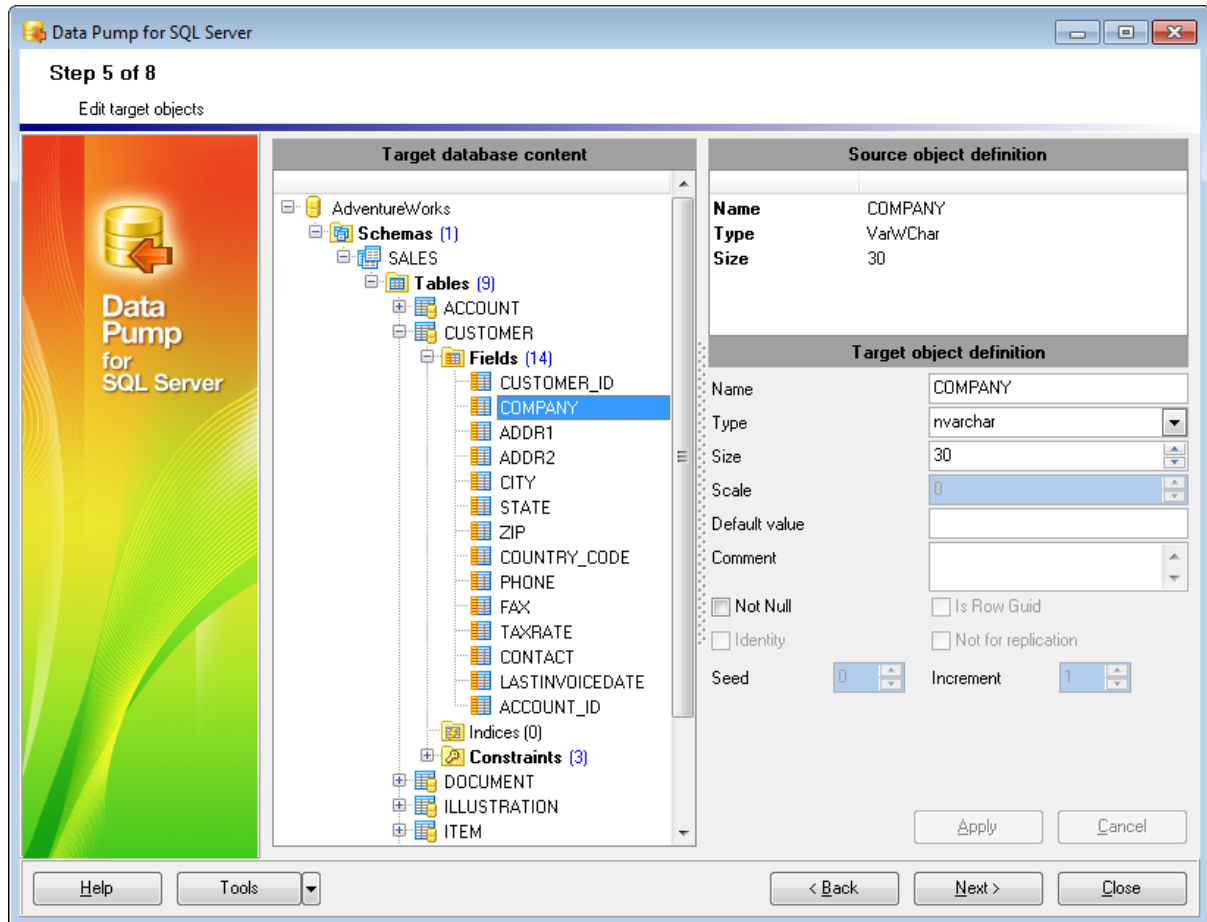 Data Pump for SQL Server
Step 5 of 8
Edit target objects
Data
Pump
for
SQL Server
Target database content
AdventureWorks
Schemas (1)
SALES
Tables (9)
ACCOUNT
CUSTOMER
Fields (14)
CUSTOMER_ID
COMPANY
ADDR1
ADDR2
CITY
STATE
ZIP
COUNTRY_CODE
PHONE
FAX
TAXRATE
CONTACT
LASTINVOICEDATE
ACCOUNT_ID
Indices (0)
Constraints (3)
DOCUMENT
ILLUSTRATION
ITEM
Source object definition
Name COMPANY
Type VarWChar
Size 30
Target object definition
Name COMPANY
Type nvarchar
Size 30
Scale 0
Default value
Comment
Not Null Is Row Guid
Identity Not for replication
Seed 0 Increment 1
Apply Cancel
Help Tools < Back Next > Close